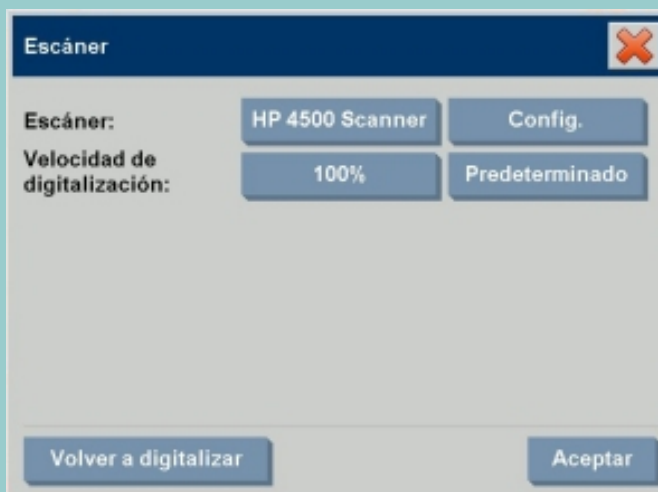 Escáner
Escáner: HP 4500 Scanner Config.
Velocidad de
digitalización: 100% Predeterminado
Volver a digitalizar Aceptar